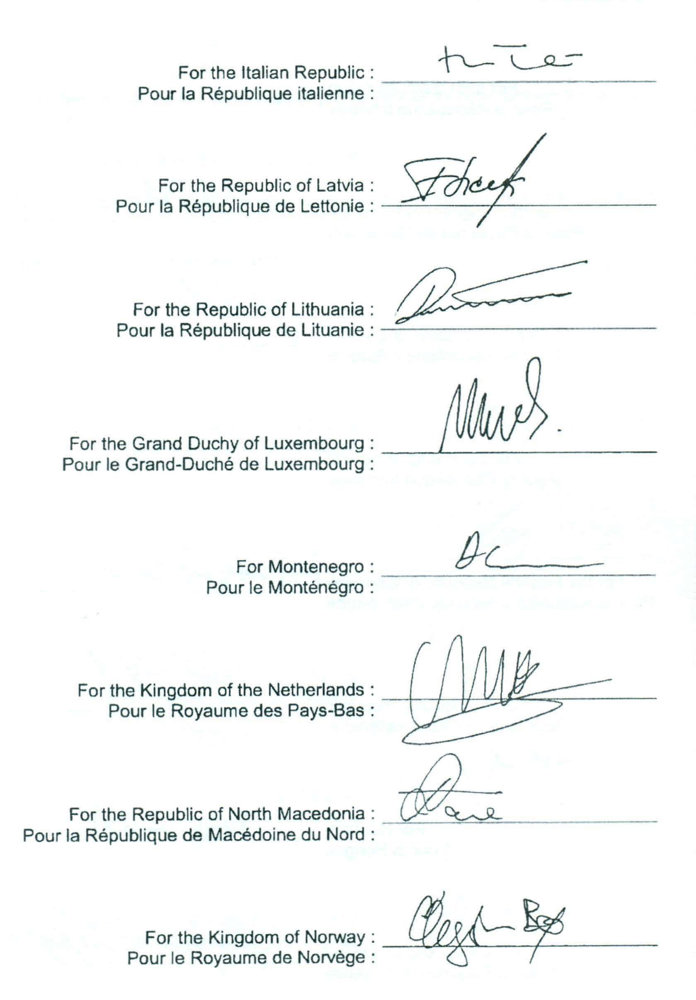 For the Italian Republic :
Pour la République italienne :
For the Republic of Latvia :
Pour la République de Lettonie :
For the Republic of Lithuania :
Pour la République de Lituanie :
For the Grand Duchy of Luxembourg :
Pour le Grand-Duché de Luxembourg :
For Montenegro :
Pour le Monténégro :
For the Kingdom of the Netherlands :
Pour le Royaume des Pays-Bas :
For the Republic of North Macedonia :
Pour la République de Macédoine du Nord :
For the Kingdom of Norway :
Pour le Royaume de Norvège :